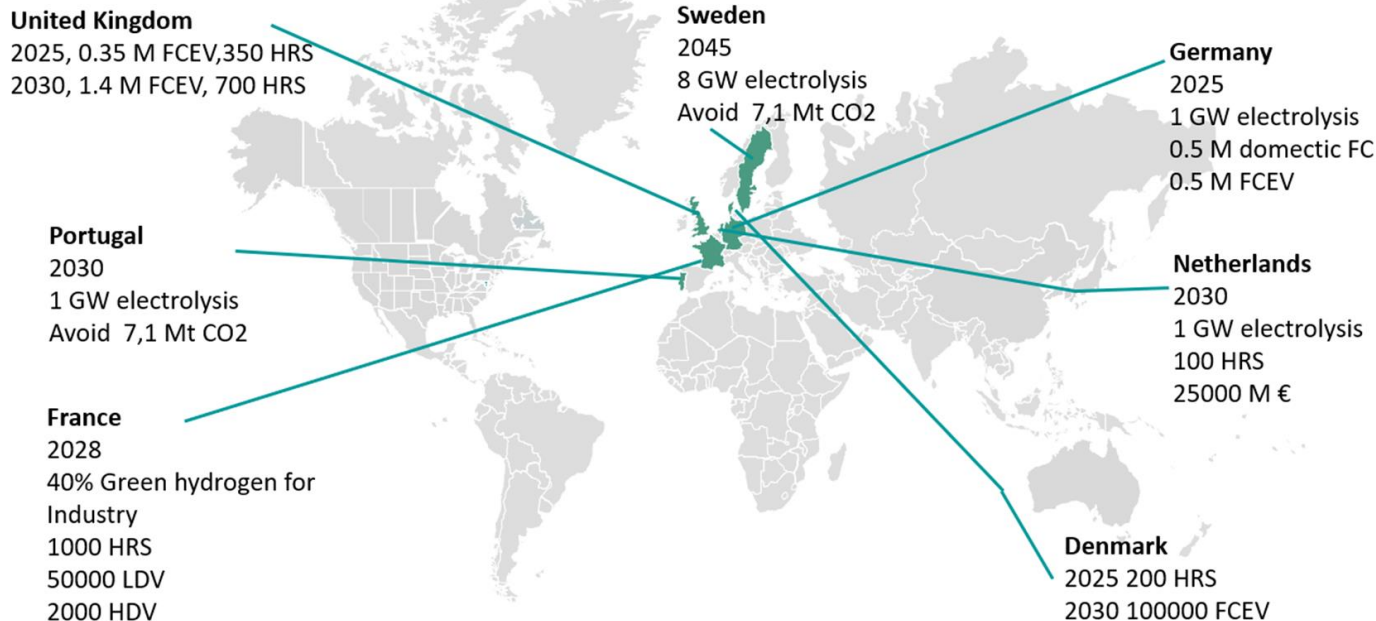 United Kingdom
2025, 0.35 M FCEV,350 HRS
2030, 1.4 M FCEV, 700 HRS
Sweden
2045
8 GW electrolysis
Avoid 7,1 Mt CO2
Germany
2025
1 GW electrolysis
0.5 M domectic FC
0.5 M FCEV
Portugal
2030
1 GW electrolysis
Avoid 7,1 Mt CO2
Netherlands
2030
1 GW electrolysis
100 HRS
25000 M €
France
2028
40% Green hydrogen for
Industry
1000 HRS
50000 LDV
2000 HDV
Denmark
2025 200 HRS
2030 100000 FCEV